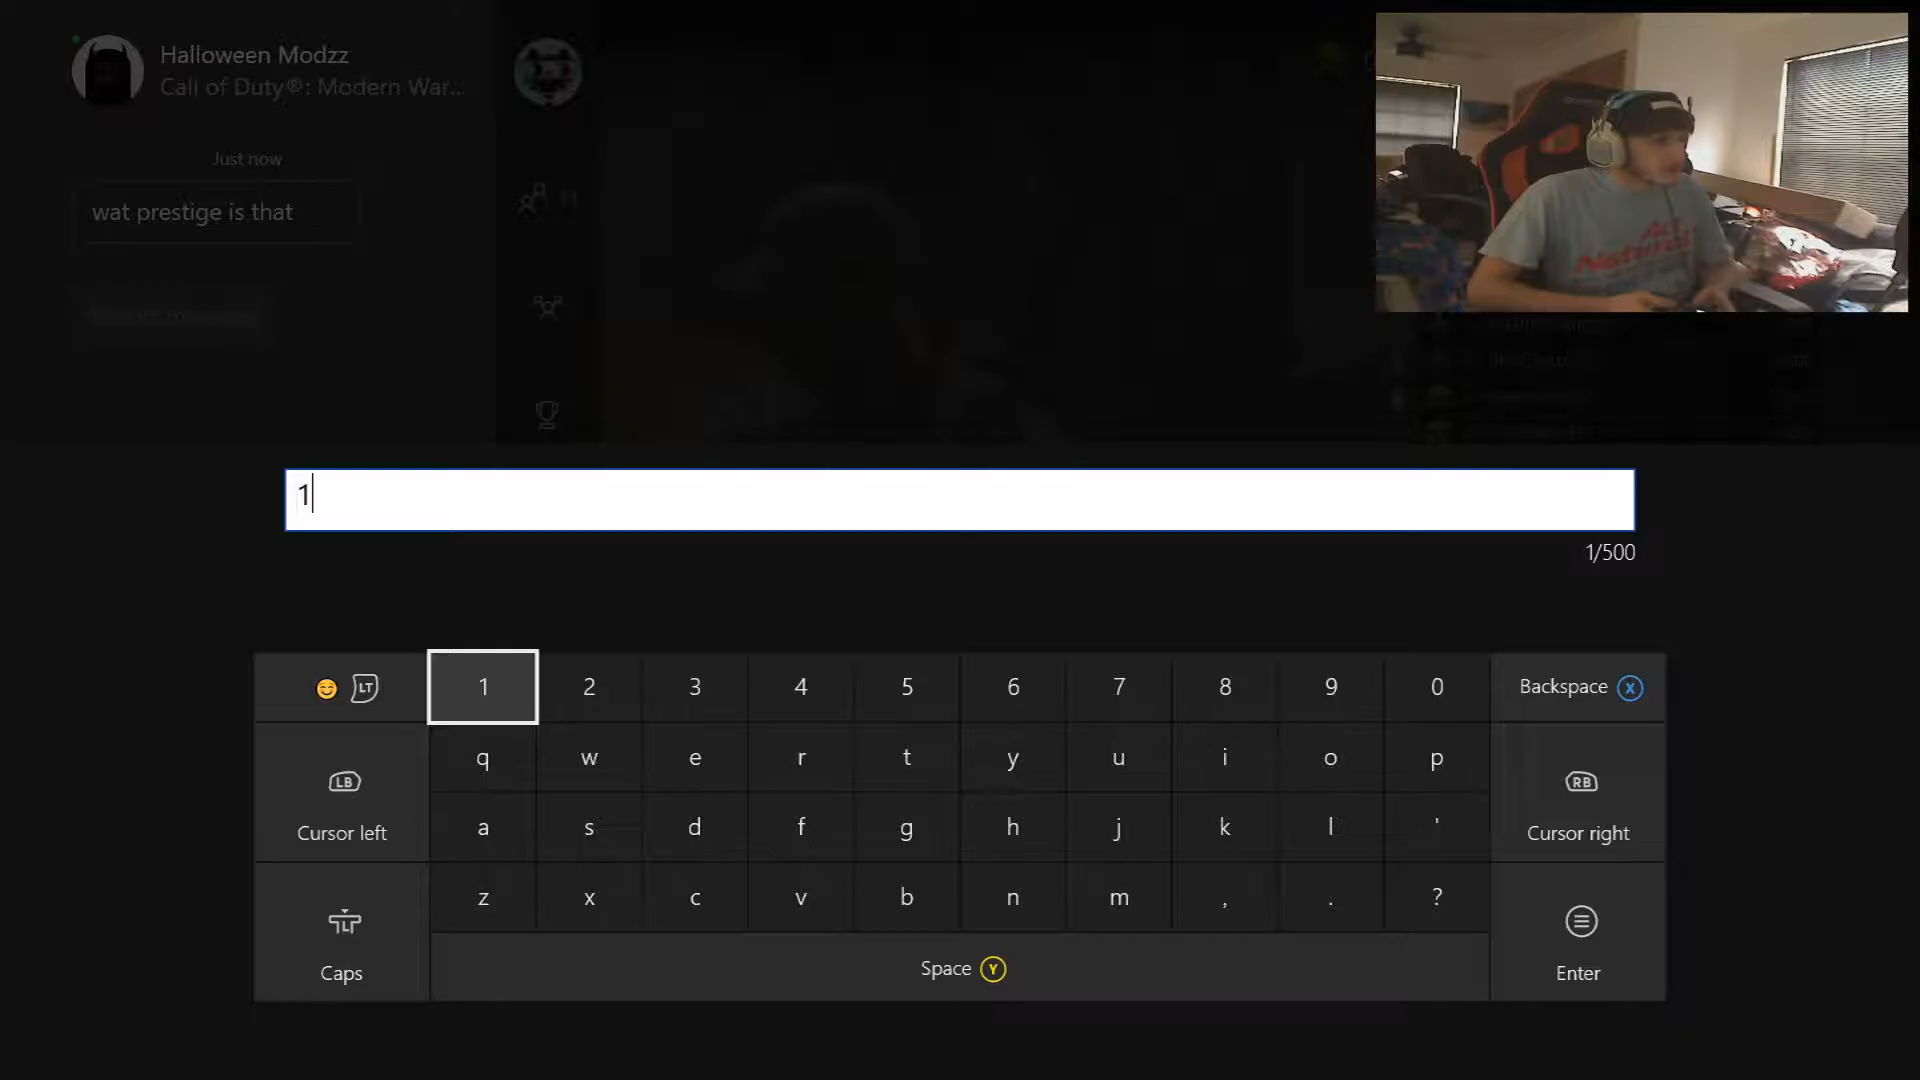 Halloween Modzz
Call of Duty®: Modern War...
Just now
wat prestige is that
1
1/500
1 2 3 4 5 6 7 8 9 0 Backspace X
LT
q w e r t y u i o p
LB
RB
Cursor left
a s d f g h j k l '
Cursor right
z x c v b n m , . ?
Caps
Space Y
Enter